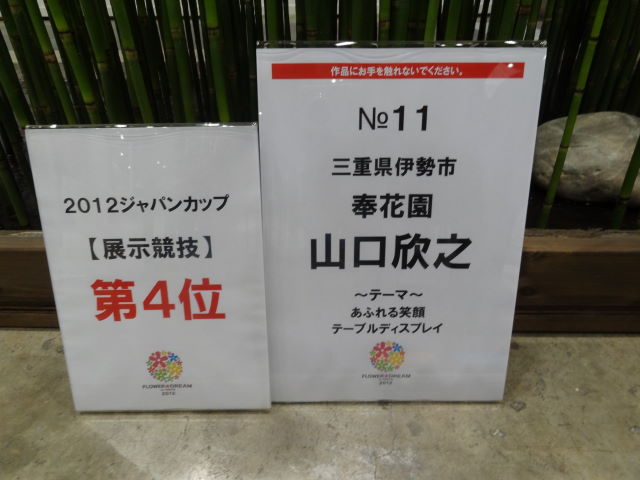 2012ジャパンカップ
【展示競技】
第4位
FLOWER DREAM
2012
作品にお手を触れないでください。
№11
三重県伊勢市
奉花園
山口欣之
～テーマ～
あふれる笑顔
テーブルディスプレイ
FLOWER DREAM
2012